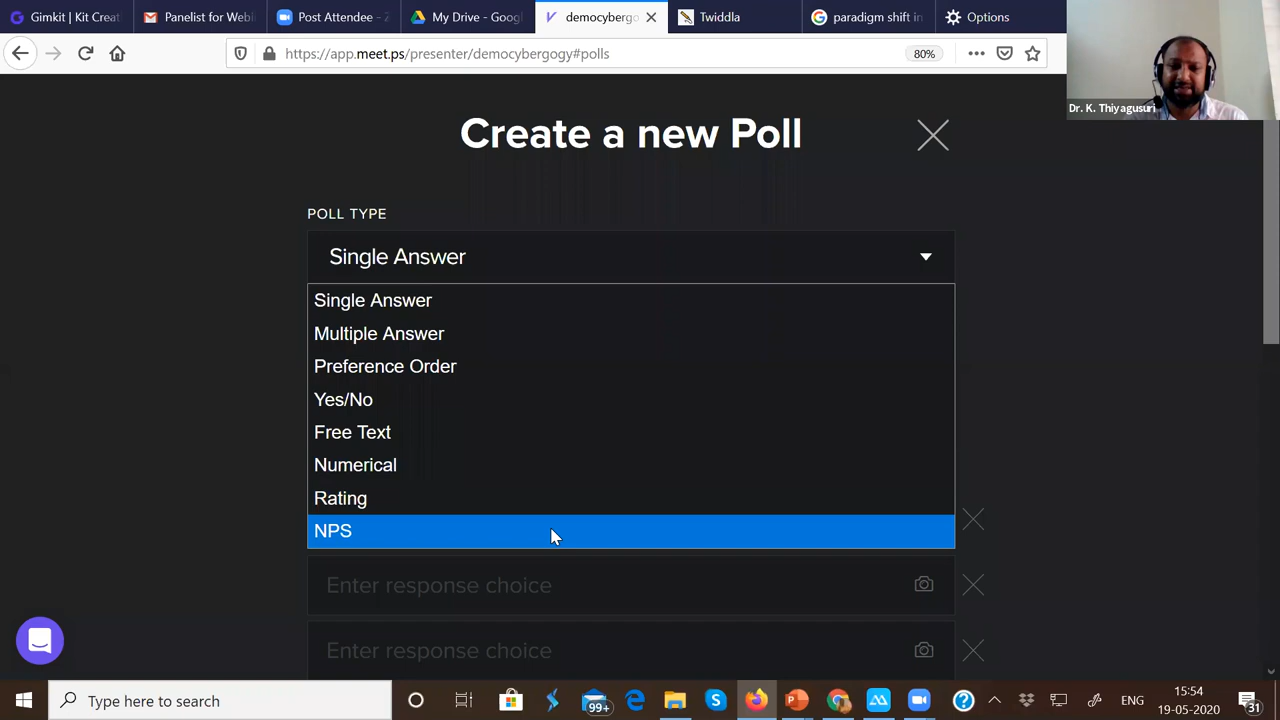 Gimkit | Kit Creat
Panelist for Webi
Post Attendee - Z
My Drive - Googl
democybergo
Twiddla
paradigm shift in
Options
https://app.meet.ps/presenter/democybergogy#polls
80%
Dr. K. Thiyagusuri
Create a new Poll
POLL TYPE
Single Answer
Single Answer
Multiple Answer
Preference Order
Yes/No
Free Text
Numerical
Rating
NPS
Enter response choice
Enter response choice
Type here to search
99+
ENG
15:54
19-05-2020
31